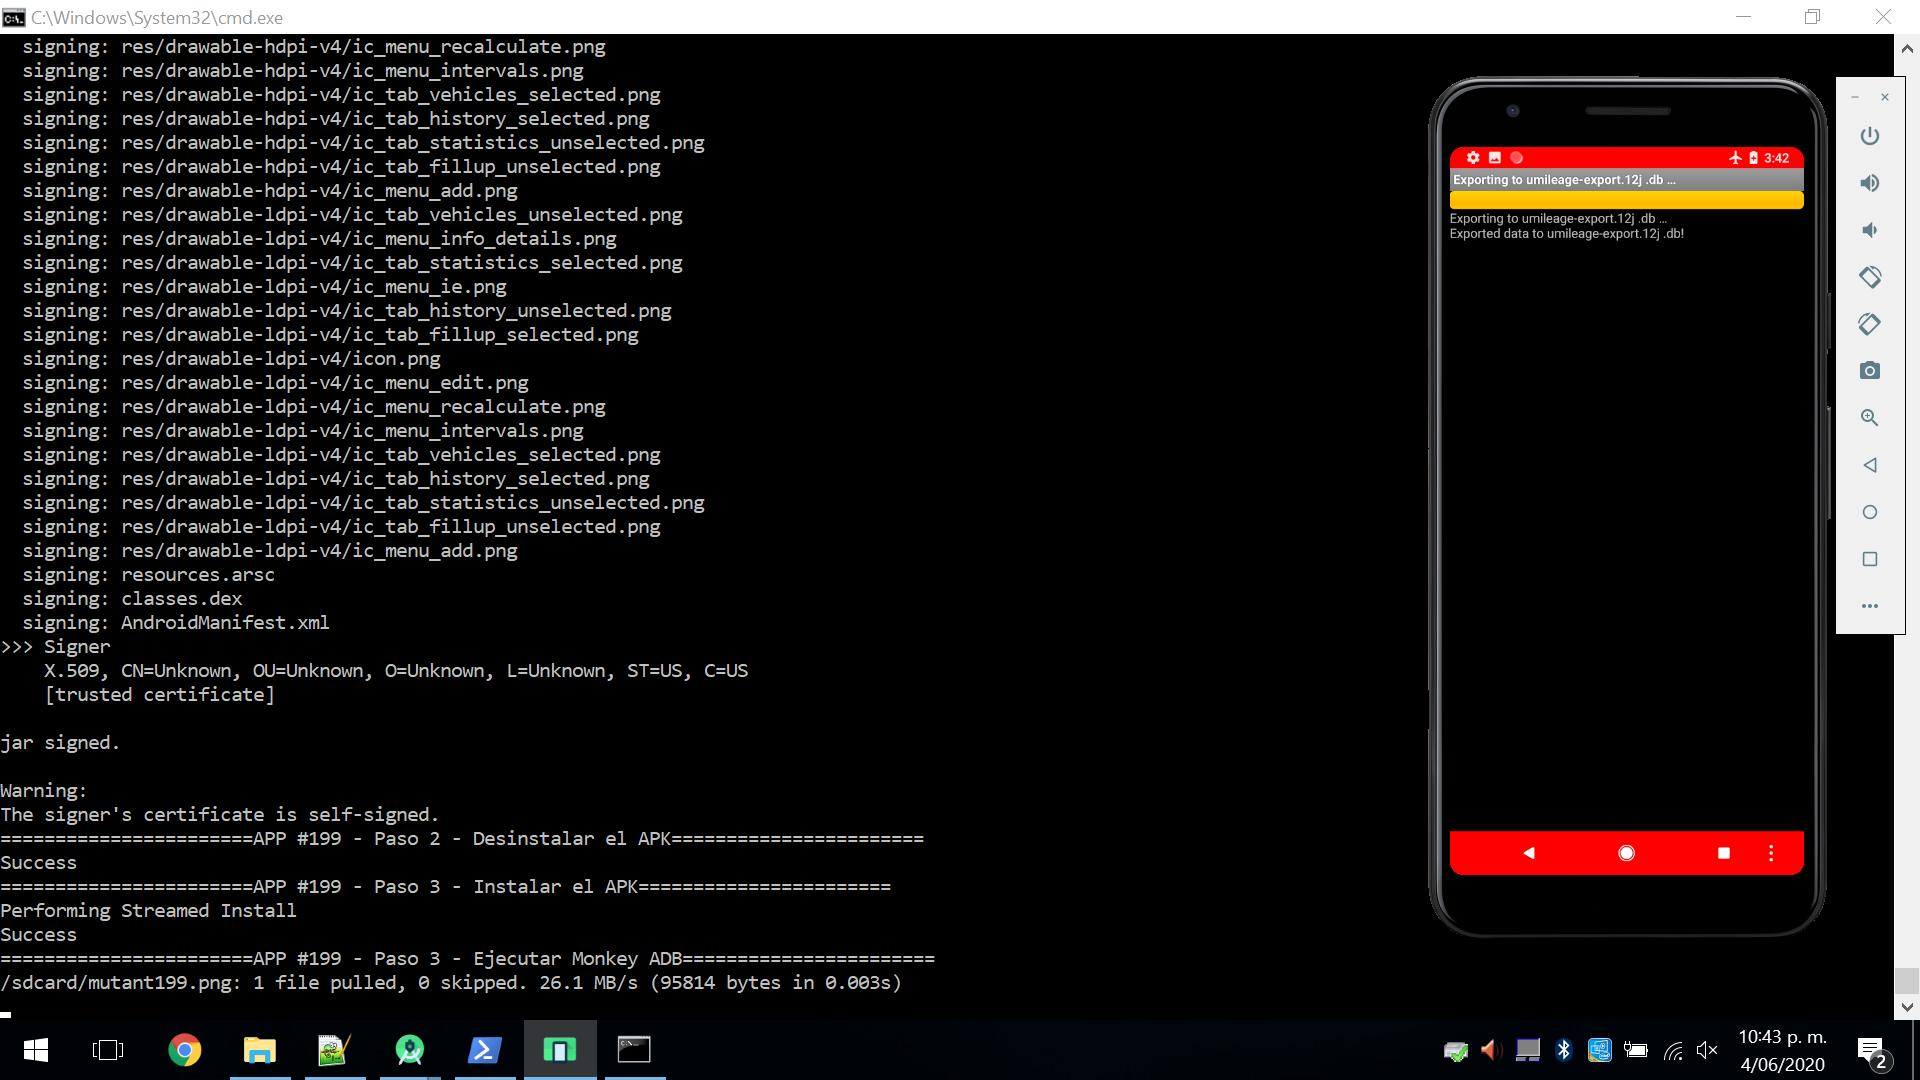 C:\Windows\System32\cmd.exe
signing: res/drawable-hdpi-v4/ic_menu_recalculate.png
signing: res/drawable-hdpi-v4/ic_menu_intervals.png
signing: res/drawable-hdpi-v4/ic_tab_vehicles_selected.png
signing: res/drawable-hdpi-v4/ic_tab_history_selected.png
signing: res/drawable-hdpi-v4/ic_tab_statistics_unselected.png
signing: res/drawable-hdpi-v4/ic_tab_fillup_unselected.png
signing: res/drawable-hdpi-v4/ic_menu_add.png
signing: res/drawable-ldpi-v4/ic_tab_vehicles_unselected.png
signing: res/drawable-ldpi-v4/ic_menu_info_details.png
signing: res/drawable-ldpi-v4/ic_tab_statistics_selected.png
signing: res/drawable-ldpi-v4/ic_menu_ie.png
signing: res/drawable-ldpi-v4/ic_tab_history_unselected.png
signing: res/drawable-ldpi-v4/ic_tab_fillup_selected.png
signing: res/drawable-ldpi-v4/icon.png
signing: res/drawable-ldpi-v4/ic_menu_edit.png
signing: res/drawable-ldpi-v4/ic_menu_recalculate.png
signing: res/drawable-ldpi-v4/ic_menu_intervals.png
signing: res/drawable-ldpi-v4/ic_tab_vehicles_selected.png
signing: res/drawable-ldpi-v4/ic_tab_history_selected.png
signing: res/drawable-ldpi-v4/ic_tab_statistics_unselected.png
signing: res/drawable-ldpi-v4/ic_tab_fillup_unselected.png
signing: res/drawable-ldpi-v4/ic_menu_add.png
signing: resources.arsc
signing: classes.dex
signing: AndroidManifest.xml
>>> Signer
X.509, CN=Unknown, OU=Unknown, O=Unknown, L=Unknown, ST=US, C=US
[trusted certificate]
jar signed.
Warning:
The signer's certificate is self-signed.
=======================APP #199 - Paso 2 - Desinstalar el APK=======================
Success
=======================APP #199 - Paso 3 - Instalar el APK=======================
Performing Streamed Install
Success
=======================APP #199 - Paso 3 - Ejecutar Monkey ADB=======================
/sdcard/mutant199.png: 1 file pulled, 0 skipped. 26.1 MB/s (95814 bytes in 0.003s)
3:42
Exporting to umileage-export.12j .db ...
Exporting to umileage-export.12j .db ...
Exported data to umileage-export.12j .db!
10:43 p. m.
4/06/2020
2